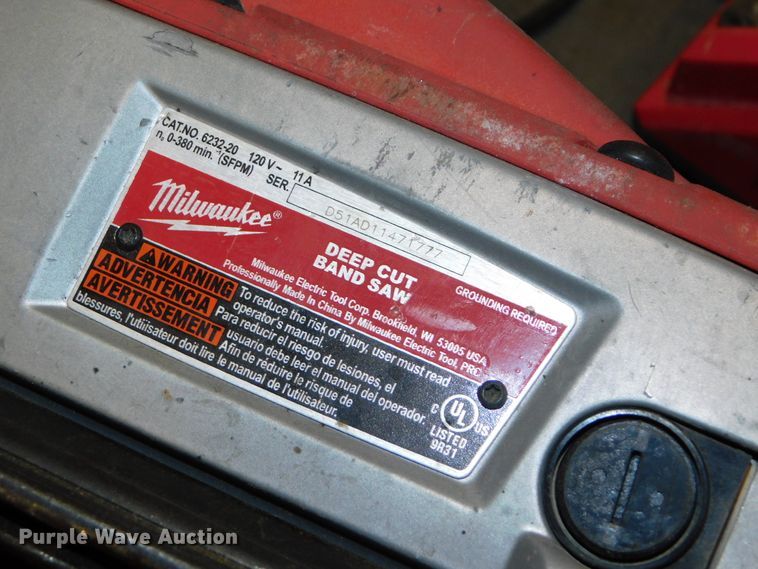 CAT.NO. 6232-20 120 V~ 11 A
n, 0-380 min. (SFPM) SER.
D51AD11471777
Milwaukee®
DEEP CUT
BAND SAW
GROUNDING REQUIRED
Milwaukee Electric Tool Corp. Brookfield, WI 53005 USA
Professionally Made In China By Milwaukee Electric Tool, PRC
WARNING
ADVERTENCIA
AVERTISSEMENT
To reduce the risk of injury, user must read
operator's manual.
Para reducir el riesgo de lesiones, el
usuario debe leer el manual del operador.
Afin de réduire le risque de
blessures, l'utilisateur doit lire le manuel de l'utilisateur.
C UL US
LISTED
9R31
Purple Wave Auction